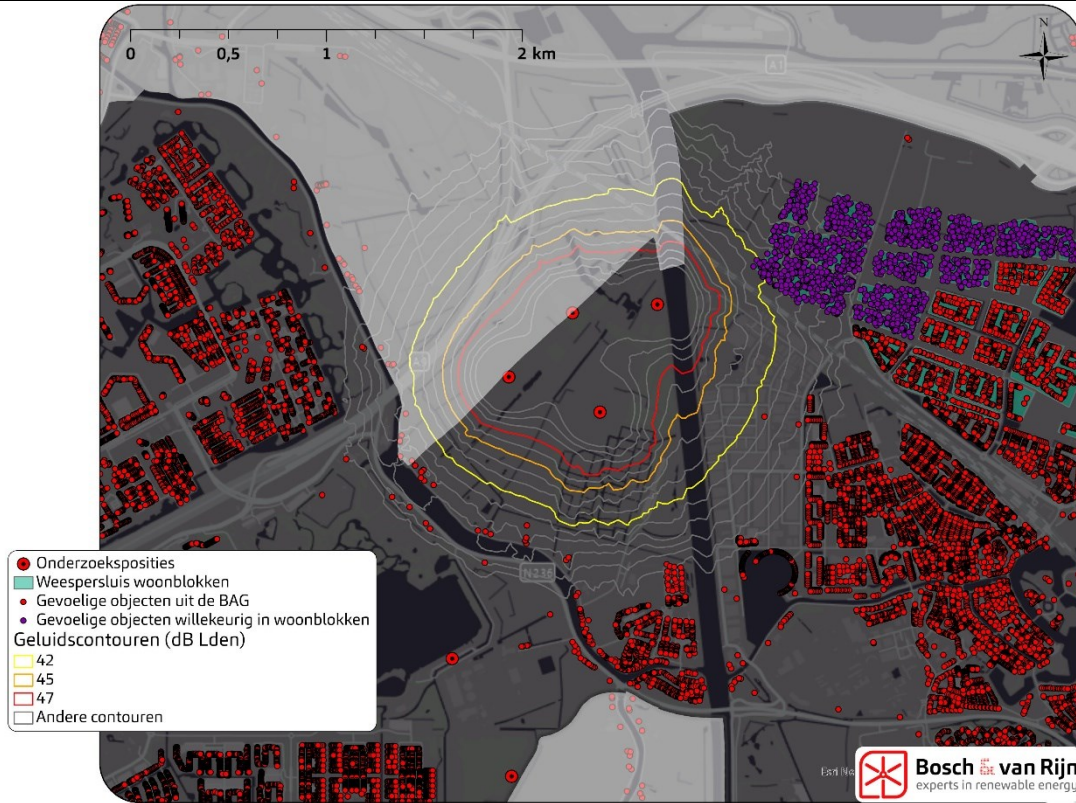 N
0 0,5 1 2 km
A1
N236
Onderzoeksposities
Weespersluis woonblokken
Gevoelige objecten uit de BAG
Gevoelige objecten willekeurig in woonblokken
Geluidscontouren (dB Lden)
42
45
47
Andere contouren
Bosch & van Rijn
experts in renewable energy